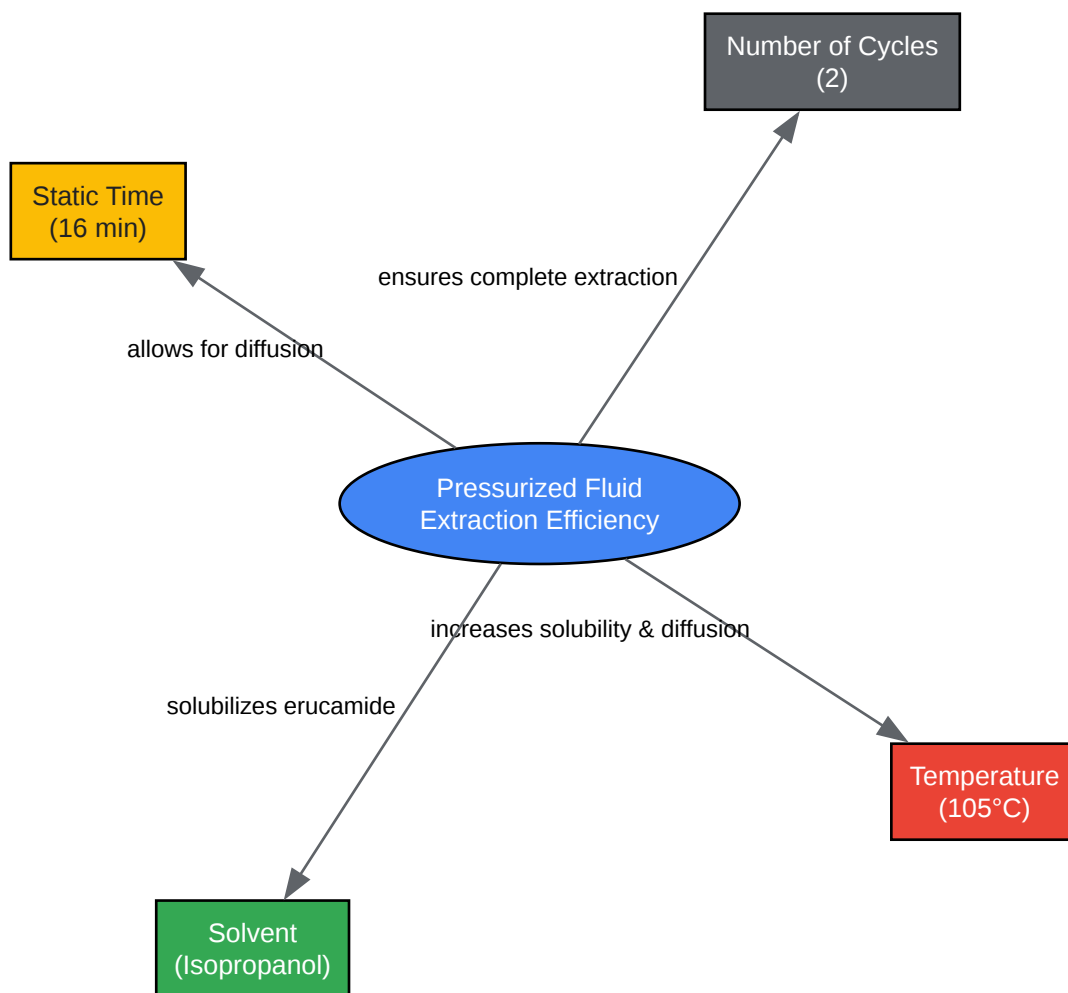 Number of Cycles
(2)
Static Time
(16 min)
ensures complete extraction
allows for diffusion
Pressurized Fluid
Extraction Efficiency
increases solubility & diffusion
solubilizes erucamide
Temperature
(105°C)
Solvent
(Isopropanol)